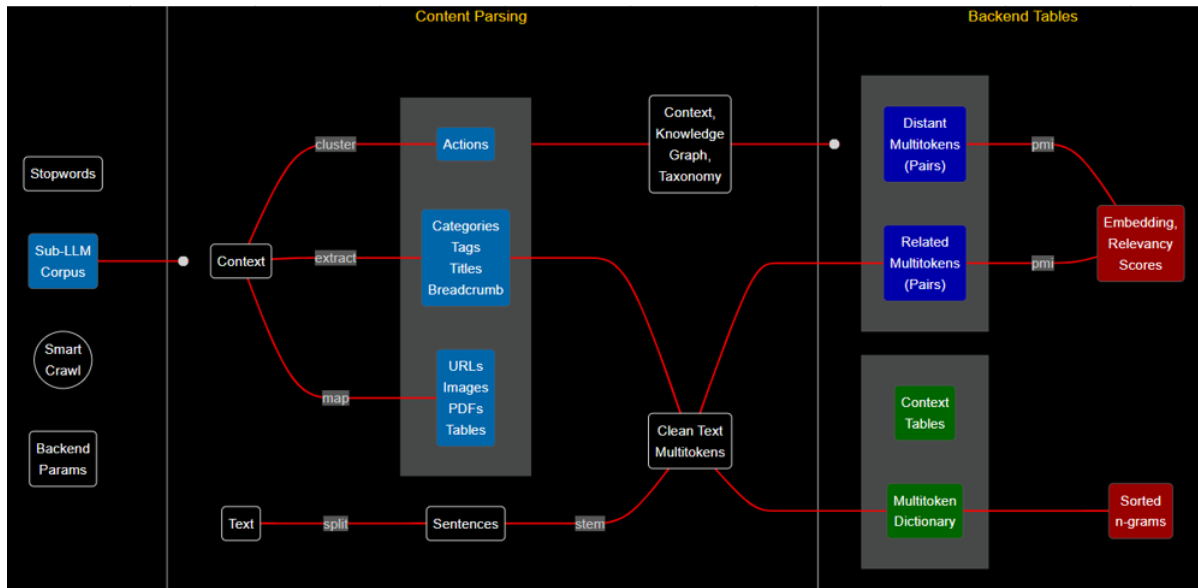 Content Parsing
Backend Tables
Stopwords
Sub-LLM
Corpus
Smart
Crawl
Backend
Params
Context
cluster
extract
map
Actions
Categories
Tags
Titles
Breadcrumb
URLs
Images
PDFs
Tables
Text
split
Sentences
stem
Context,
Knowledge
Graph,
Taxonomy
Clean Text
Multitokens
Distant
Multitokens
(Pairs)
pmi
Related
Multitokens
(Pairs)
pmi
Embedding,
Relevancy
Scores
Context
Tables
Multitoken
Dictionary
Sorted
n-grams